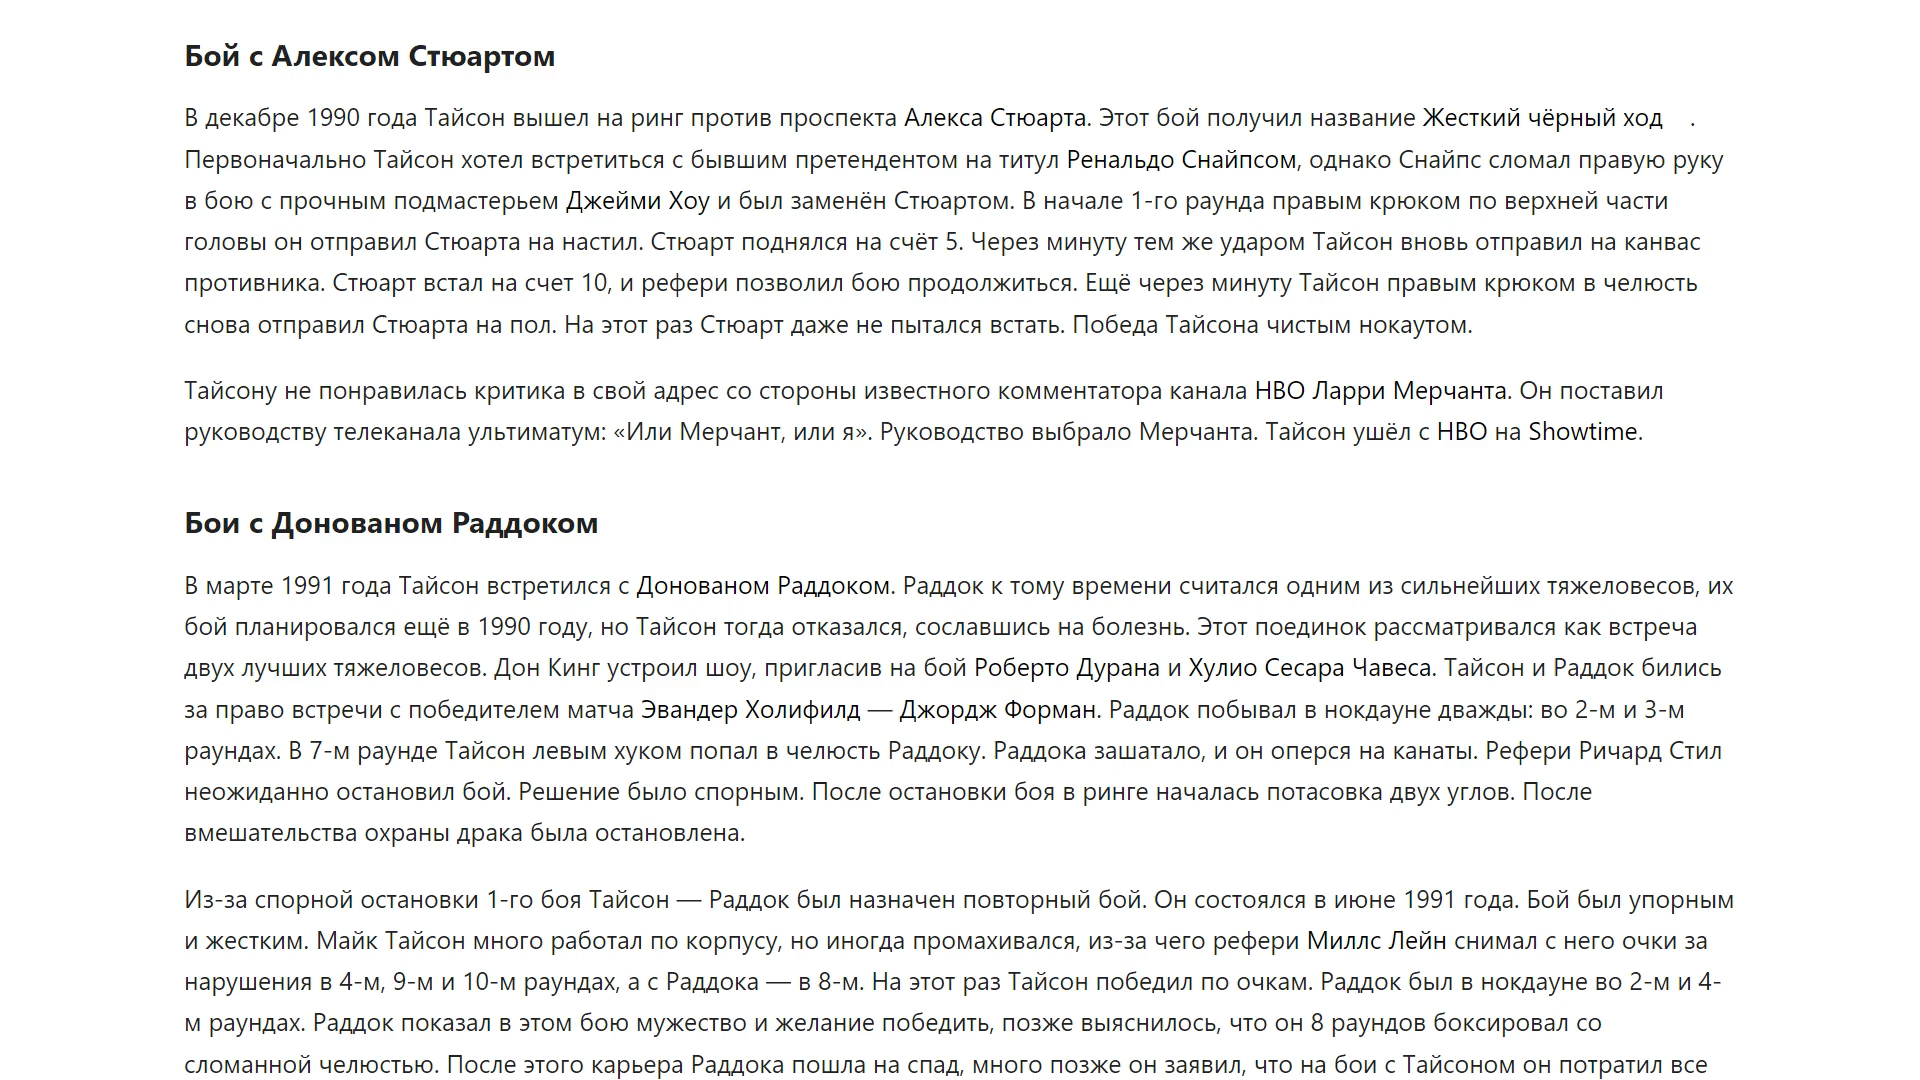 Бой с Алексом Стюартом
В декабре 1990 года Тайсон вышел на ринг против проспекта Алекса Стюарта. Этот бой получил название Жесткий чёрный ход .
Первоначально Тайсон хотел встретиться с бывшим претендентом на титул Ренальдо Снайпсом, однако Снайпс сломал правую руку
в бою с прочным подмастерьем Джейми Хоу и был заменён Стюартом. В начале 1-го раунда правым крюком по верхней части
головы он отправил Стюарта на настил. Стюарт поднялся на счёт 5. Через минуту тем же ударом Тайсон вновь отправил на канвас
противника. Стюарт встал на счет 10, и рефери позволил бою продолжиться. Ещё через минуту Тайсон правым крюком в челюсть
снова отправил Стюарта на пол. На этот раз Стюарт даже не пытался встать. Победа Тайсона чистым нокаутом.
Тайсону не понравилась критика в свой адрес со стороны известного комментатора канала HBO Ларри Мерчанта. Он поставил
руководству телеканала ультиматум: «Или Мерчант, или я». Руководство выбрало Мерчанта. Тайсон ушёл с HBO на Showtime.
Бои с Донованом Раддоком
В марте 1991 года Тайсон встретился с Донованом Раддоком. Раддок к тому времени считался одним из сильнейших тяжеловесов, их
бой планировался ещё в 1990 году, но Тайсон тогда отказался, сославшись на болезнь. Этот поединок рассматривался как встреча
двух лучших тяжеловесов. Дон Кинг устроил шоу, пригласив на бой Роберто Дурана и Хулио Сесара Чавеса. Тайсон и Раддок бились
за право встречи с победителем матча Эвандер Холифилд — Джордж Форман. Раддок побывал в нокдауне дважды: во 2-м и 3-м
раундах. В 7-м раунде Тайсон левым хуком попал в челюсть Раддоку. Раддока зашатало, и он оперся на канаты. Рефери Ричард Стил
неожиданно остановил бой. Решение было спорным. После остановки боя в ринге началась потасовка двух углов. После
вмешательства охраны драка была остановлена.
Из-за спорной остановки 1-го боя Тайсон — Раддок был назначен повторный бой. Он состоялся в июне 1991 года. Бой был упорным
и жестким. Майк Тайсон много работал по корпусу, но иногда промахивался, из-за чего рефери Миллс Лейн снимал с него очки за
нарушения в 4-м, 9-м и 10-м раундах, а с Раддока — в 8-м. На этот раз Тайсон победил по очкам. Раддок был в нокдауне во 2-м и 4-
м раундах. Раддок показал в этом бою мужество и желание победить, позже выяснилось, что он 8 раундов боксировал со
сломанной челюстью. После этого карьера Раддока пошла на спад, много позже он заявил, что на бои с Тайсоном он потратил все